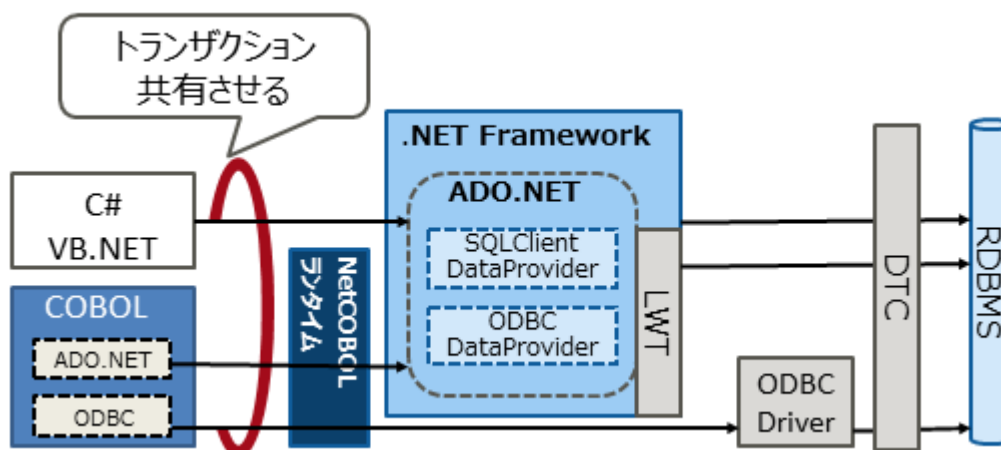 トランザクション
共有させる
.NET Framework
ADO.NET
C#
VB.NET
SQLClient
DataProvider
ODBC
DataProvider
LWT
NetCOBOL
ランタイム
COBOL
ADO.NET
ODBC
ODBC
Driver
DTC
RDBMS